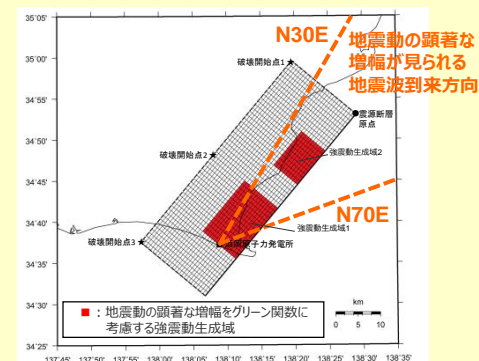 N30E
地震動の顕著な
増幅が見られる
地震波到来方向
35°05'
35°00'
34°55'
34°50'
34°45'
34°40'
34°35'
34°30'
34°25'
破壊開始点1
震源断層
原点
破壊開始点2
強震動生成域2
N70E
強震動生成域1
破壊開始点3
浜岡原子力発電所
■ : 地震動の顕著な増幅をグリーン関数に
考慮する強震動生成域
km
0 5 10
137°45' 137°50' 137°55' 138°00' 138°05' 138°10' 138°15' 138°20' 138°25' 138°30' 138°35'